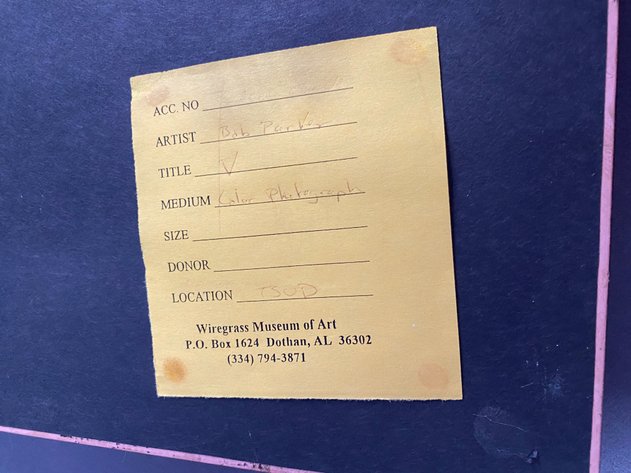 ACC. NO
ARTIST Bob Parker
TITLE V
MEDIUM Color Photograph
SIZE
DONOR
LOCATION TSUD
Wiregrass Museum of Art
P.O. Box 1624 Dothan, AL 36302
(334) 794-3871